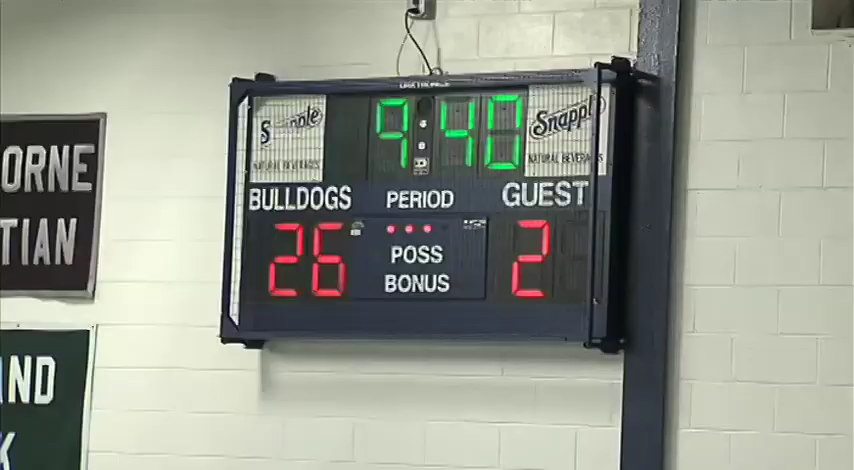 ORNE
TIAN
AND
K
Snapple
NATURAL BEVERAGES
9:40
Snapple
NATURAL BEVERAGES
BULLDOGS
PERIOD
GUEST
26
POSS
BONUS
2